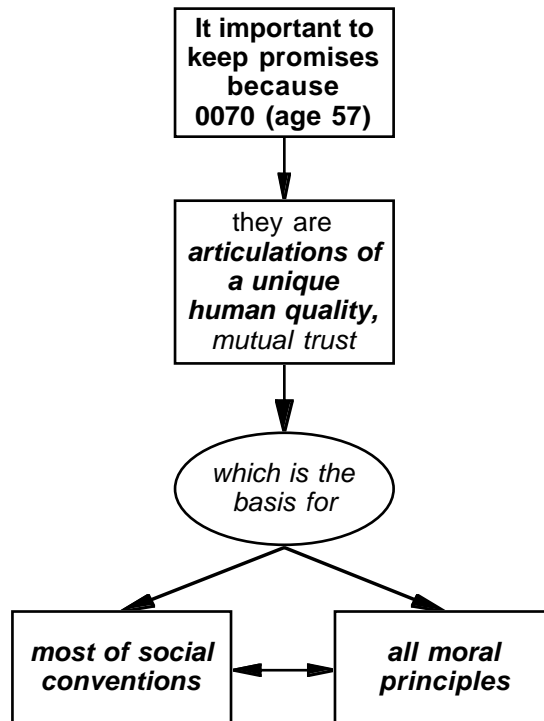 It important to
keep promises
because
0070 (age 57)
they are
articulations of
a unique
human quality,
mutual trust
which is the
basis for
most of social
conventions
all moral
principles